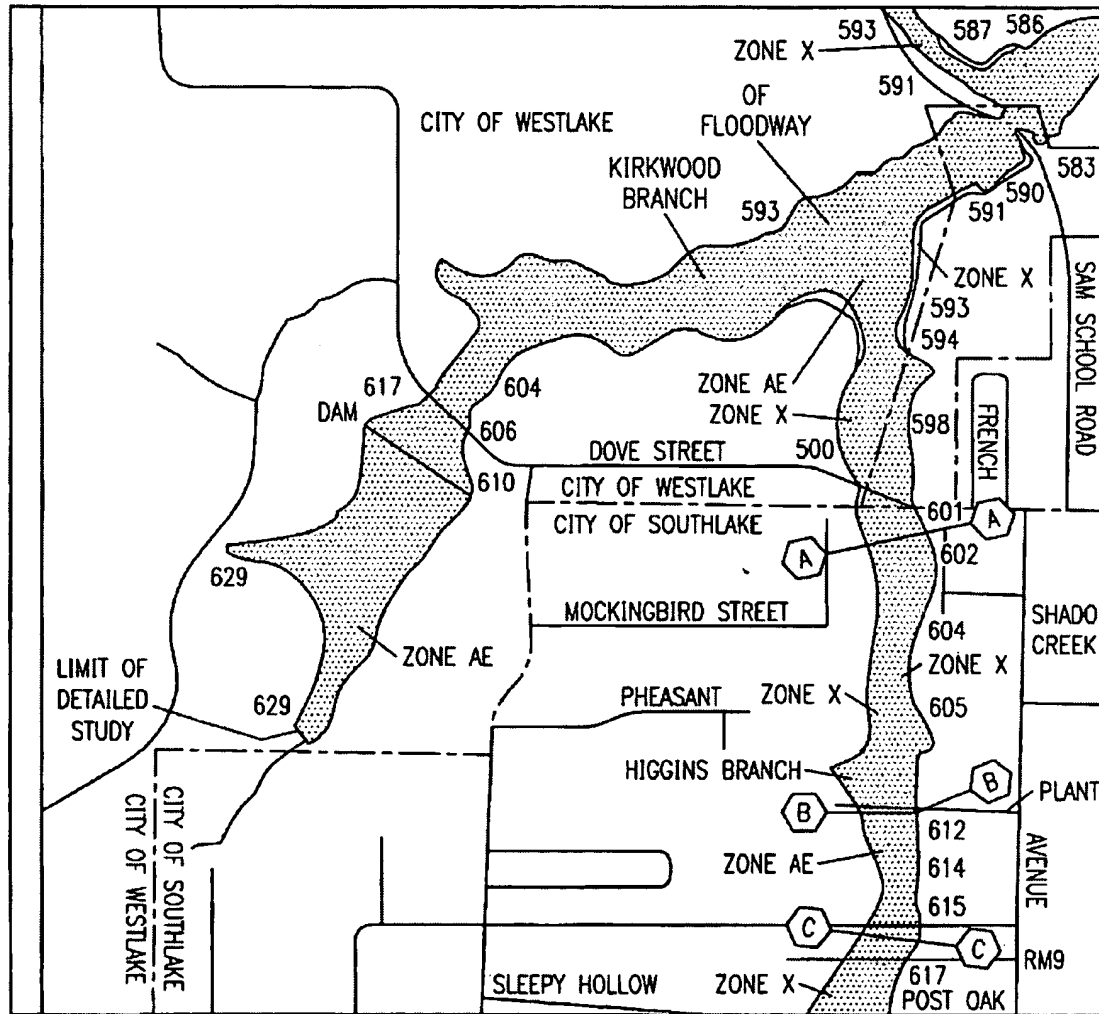 593
587
586
ZONE X
591
OF
FLOODWAY
CITY OF WESTLAKE
KIRKWOOD
BRANCH
593
583
590
591
ZONE X
593
594
SAM SCHOOL ROAD
ZONE AE
ZONE X
617
604
DAM
606
598
FRENCH
500
DOVE STREET
610
CITY OF WESTLAKE
CITY OF SOUTHLAKE
601
A
A
602
629
MOCKINGBIRD STREET
604
SHADO
CREEK
ZONE AE
ZONE X
LIMIT OF
DETAILED
STUDY
629
PHEASANT
ZONE X
605
HIGGINS BRANCH
B
B
PLANT
612
CITY OF SOUTHLAKE
CITY OF WESTLAKE
ZONE AE
614
AVENUE
615
C
C
RM9
SLEEPY HOLLOW
ZONE X
617
POST OAK